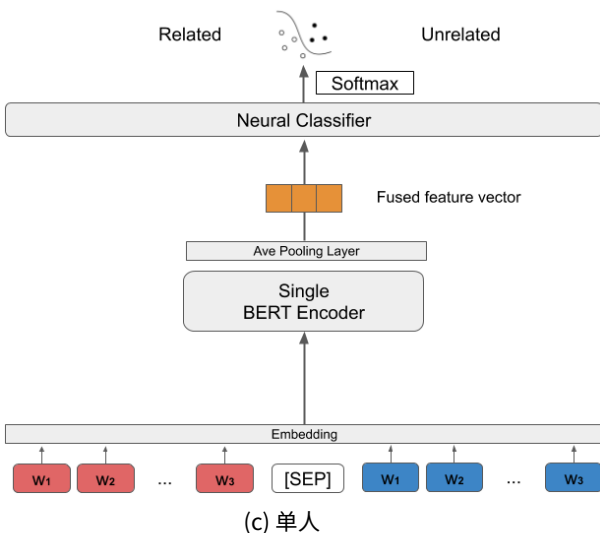 Related Unrelated
Softmax
Neural Classifier
Fused feature vector
Ave Pooling Layer
Single
BERT Encoder
Embedding
W1 W2 ... W3 [SEP] W1 W2 ... W3
(c) 单人